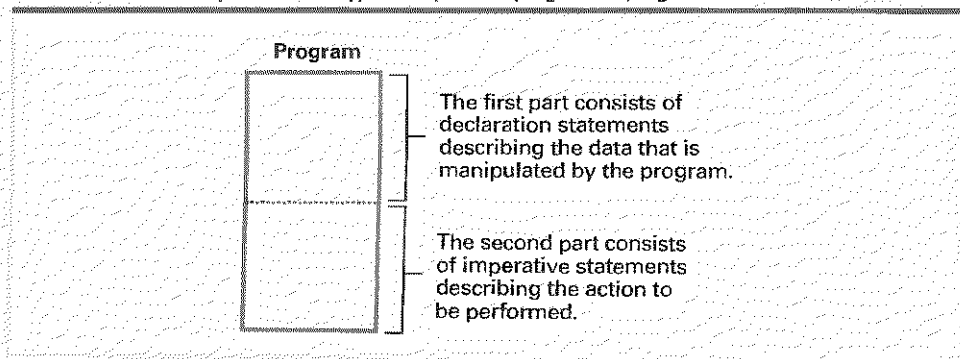 Program
The first part consists of
declaration statements
describing the data that is
manipulated by the program.
The second part consists
of imperative statements
describing the action to
be performed.